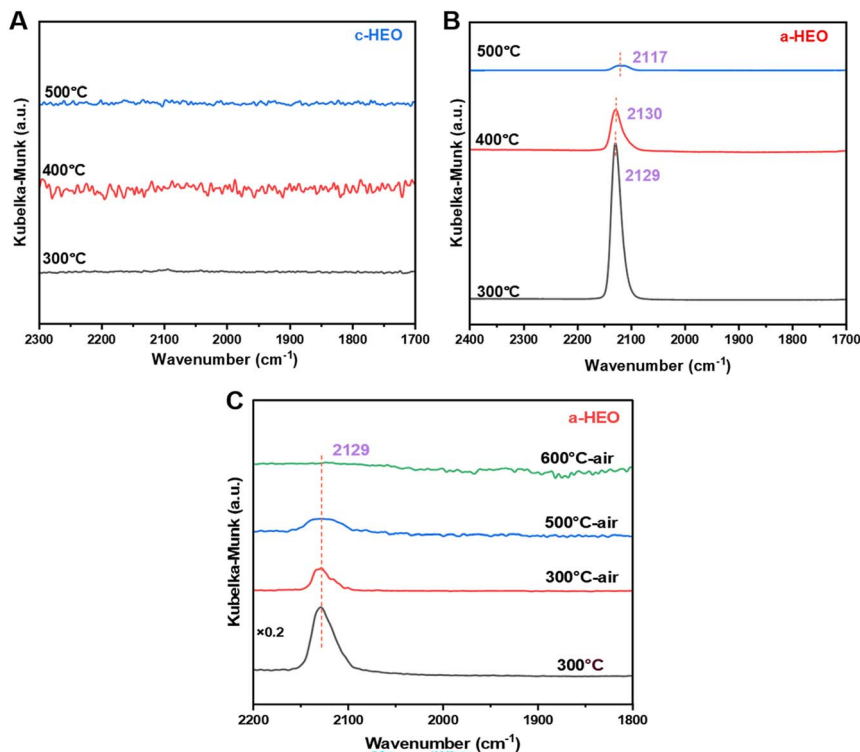 A
c-HEO
500°C
400°C
300°C
Kubelka-Munk (a.u.)
2300 2200 2100 2000 1900 1800 1700
Wavenumber (cm⁻¹)
B
a-HEO
500°C
2117
400°C
2130
2129
300°C
Kubelka-Munk (a.u.)
2400 2300 2200 2100 2000 1900 1800 1700
Wavenumber (cm⁻¹)
C
a-HEO
2129
600°C-air
500°C-air
300°C-air
×0.2
300°C
Kubelka-Munk (a.u.)
2200 2100 2000 1900 1800
Wavenumber (cm⁻¹)